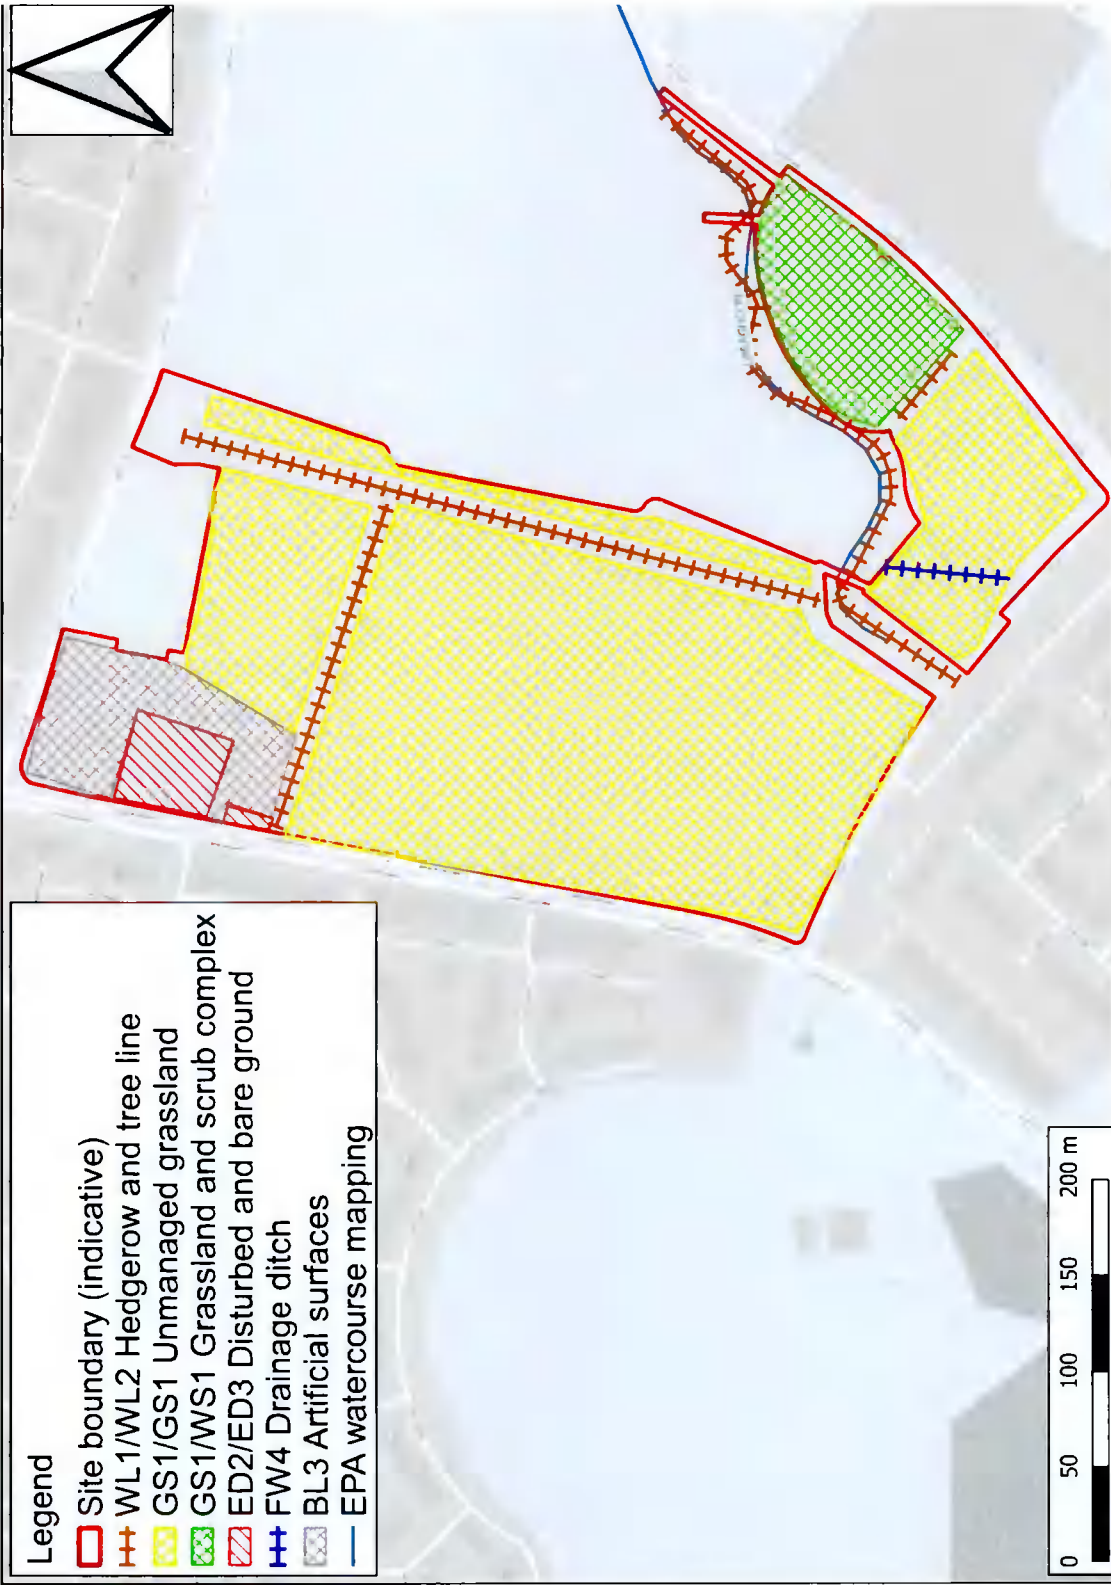 Legend
Site boundary (indicative)
WL1/WL2 Hedgerow and tree line
GS1/GS1 Unmanaged grassland
GS1/WS1 Grassland and scrub complex
ED2/ED3 Disturbed and bare ground
FW4 Drainage ditch
BL3 Artificial surfaces
EPA watercourse mapping
0 50 100 150 200 m